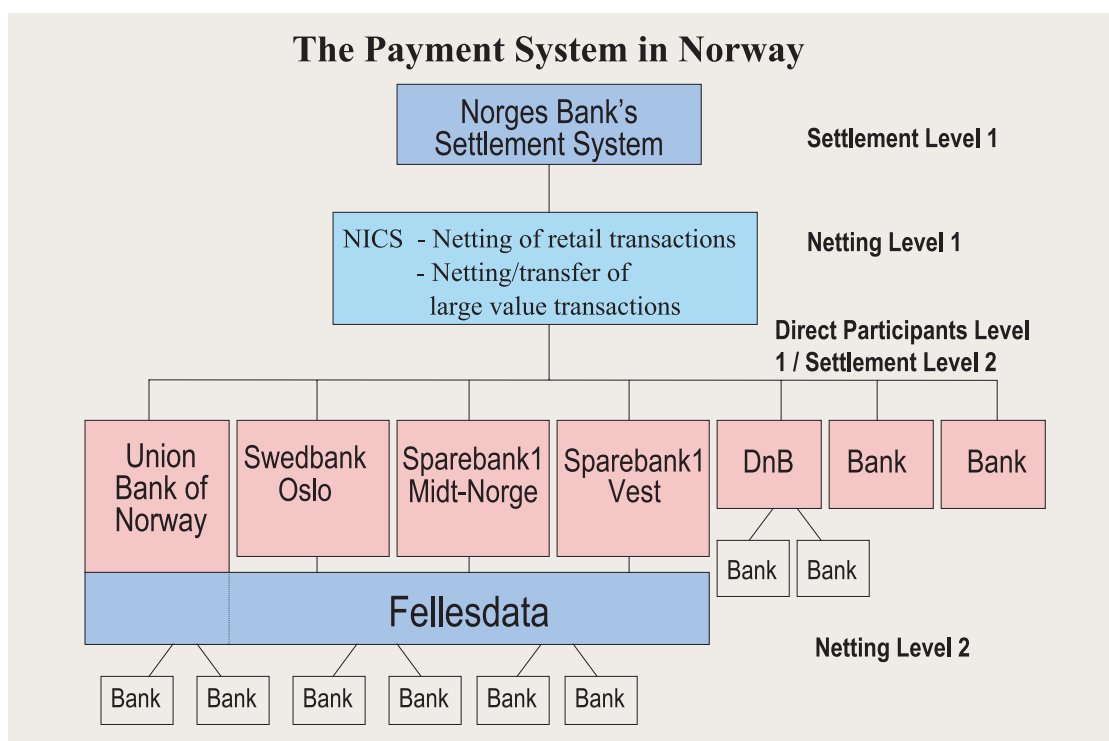 The Payment System in Norway
Norges Bank's
Settlement System
Settlement Level 1
NICS - Netting of retail transactions
- Netting/transfer of
large value transactions
Netting Level 1
Direct Participants Level
1 / Settlement Level 2
Union
Bank of
Norway
Swedbank
Oslo
Sparebank1
Midt-Norge
Sparebank1
Vest
DnB
Bank
Bank
Bank
Bank
Fellesdata
Netting Level 2
Bank
Bank
Bank
Bank
Bank
Bank